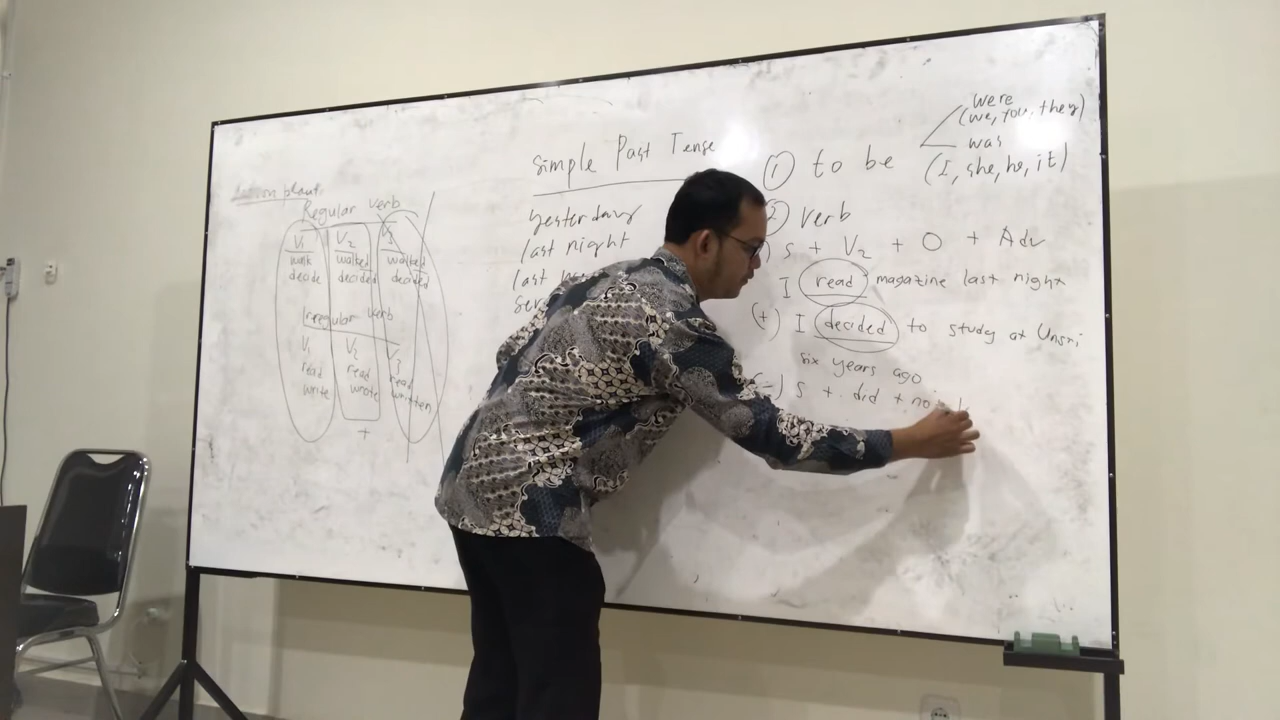 Regular verb
V1 V2 V3
walk walked walked
decide decided decided
Irregular verb
V1 V2 V3
read read read
write wrote written
+
Simple Past Tense
yesterday
last night
last
① to be
were
(we, you, they)
was
(I, she, he, it)
② verb
) S + V2 + O + Adv
I read magazine last night
(+) I decided to study at Unsri
six years ago
(-) S + did + no